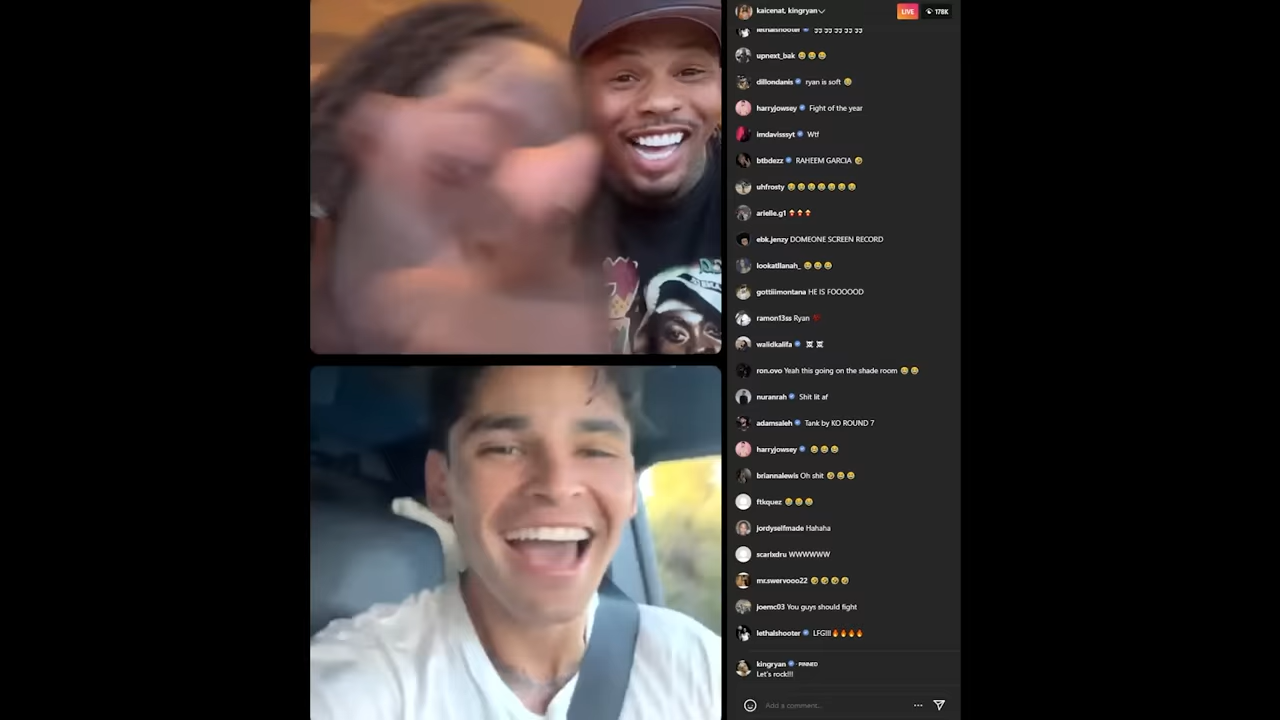 kaicenat, kingryan
LIVE
178K
lethalshooter
upnext_bak 😂 😂 😂
dillondanis ryan is soft 😂
harryjowsey Fight of the year
imdavisssyt Wtf
btbdezz RAHEEM GARCIA 🤣
uhfrosty 😂 😂 😂 😂 😂 😂 😂
arielle.g1
ebk.jenzy DOMEONE SCREEN RECORD
lookatllanah_ 😂 😂 😂
gottiiimontana HE IS FOOOOOD
ramon13ss Ryan
walidkalifa ☠ ☠
ron.ovo Yeah this going on the shade room 😂 😂
nuranrah Shit lit af
adamsaleh Tank by KO ROUND 7
harryjowsey 😂 😂 😂
briannalewis Oh shit 🤣 😂 😂
ftkquez 😂 😂 😂
jordyselfmade Hahaha
scarlxdru WWWWWW
mr.swervooo22 🤣 🤣 🤣 🤣
joemc03 You guys should fight
lethalshooter LFG!!! 🔥🔥🔥🔥
kingryan • PINNED
Let's rock!!!
Add a comment...